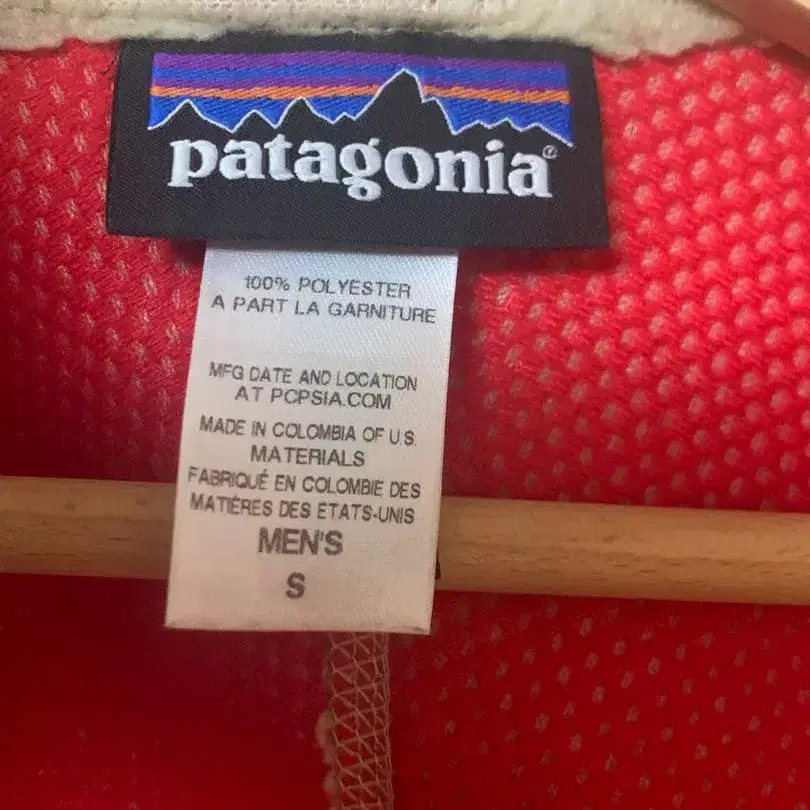 patagonia®
100% POLYESTER
A PART LA GARNITURE
MFG DATE AND LOCATION
AT PCPSIA.COM
MADE IN COLOMBIA OF U.S.
MATERIALS
FABRIQUÉ EN COLOMBIE DES
MATIÈRES DES ETATS-UNIS
MEN'S
S